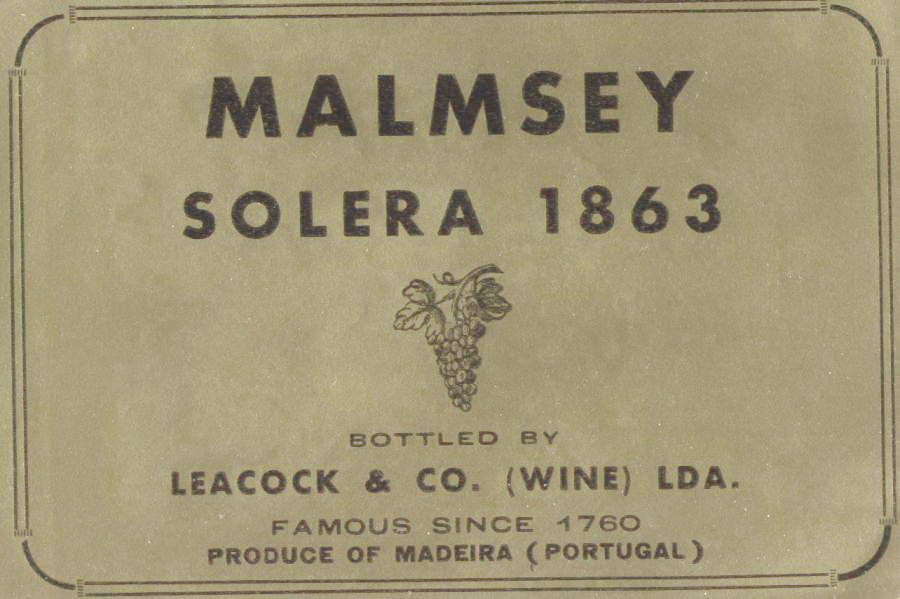 MALMSEY
SOLERA 1863
BOTTLED BY
LEACOCK & CO. (WINE) LDA.
FAMOUS SINCE 1760
PRODUCE OF MADEIRA (PORTUGAL)